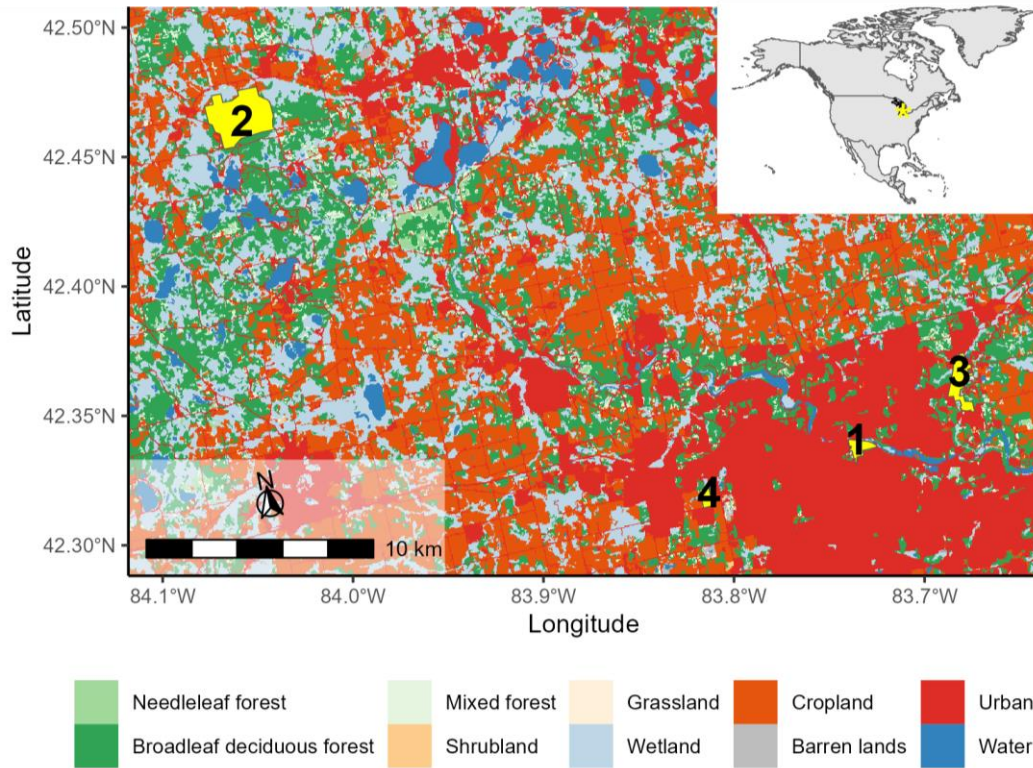 42.50°N
42.45°N
42.40°N
42.35°N
42.30°N
Latitude
2
3
1
4
N
10 km
84.1°W 84.0°W 83.9°W 83.8°W 83.7°W
Longitude
Needleleaf forest Mixed forest Grassland Cropland Urban
Broadleaf deciduous forest Shrubland Wetland Barren lands Water